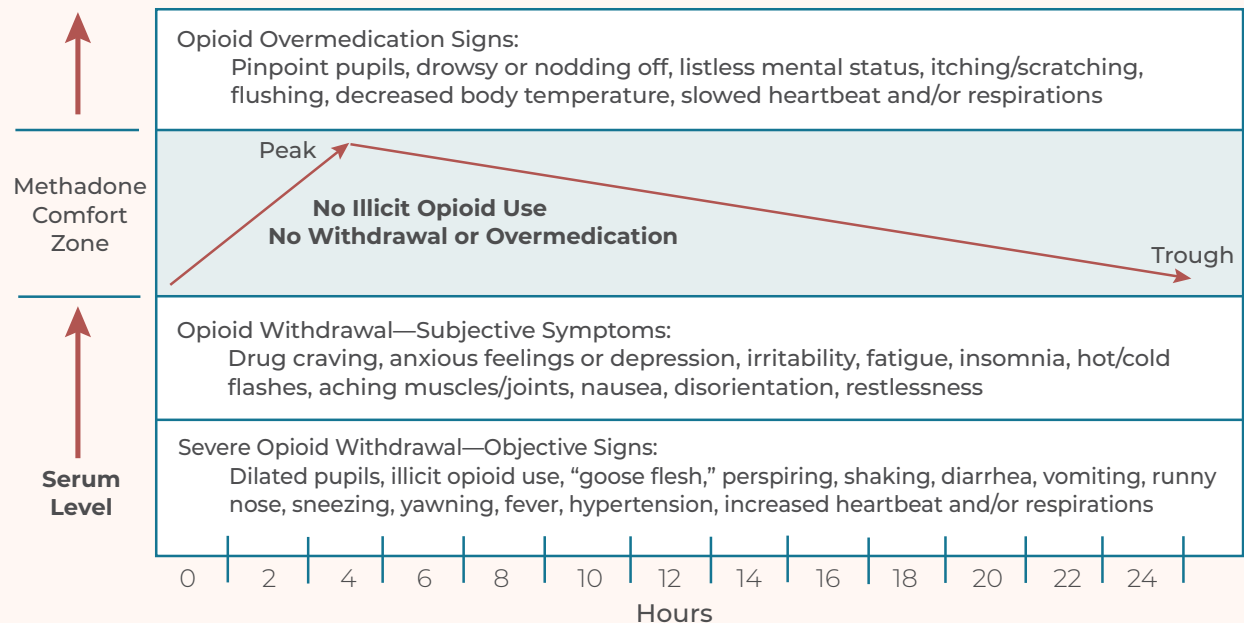 Opioid Overmedication Signs:
Pinpoint pupils, drowsy or nodding off, listless mental status, itching/scratching,
flushing, decreased body temperature, slowed heartbeat and/or respirations
Methadone
Comfort
Zone
Peak
No Illicit Opioid Use
No Withdrawal or Overmedication
Trough
Opioid Withdrawal—Subjective Symptoms:
Drug craving, anxious feelings or depression, irritability, fatigue, insomnia, hot/cold
flashes, aching muscles/joints, nausea, disorientation, restlessness
Serum
Level
Severe Opioid Withdrawal—Objective Signs:
Dilated pupils, illicit opioid use, “goose flesh,” perspiring, shaking, diarrhea, vomiting, runny
nose, sneezing, yawning, fever, hypertension, increased heartbeat and/or respirations
0 2 4 6 8 10 12 14 16 18 20 22 24
Hours